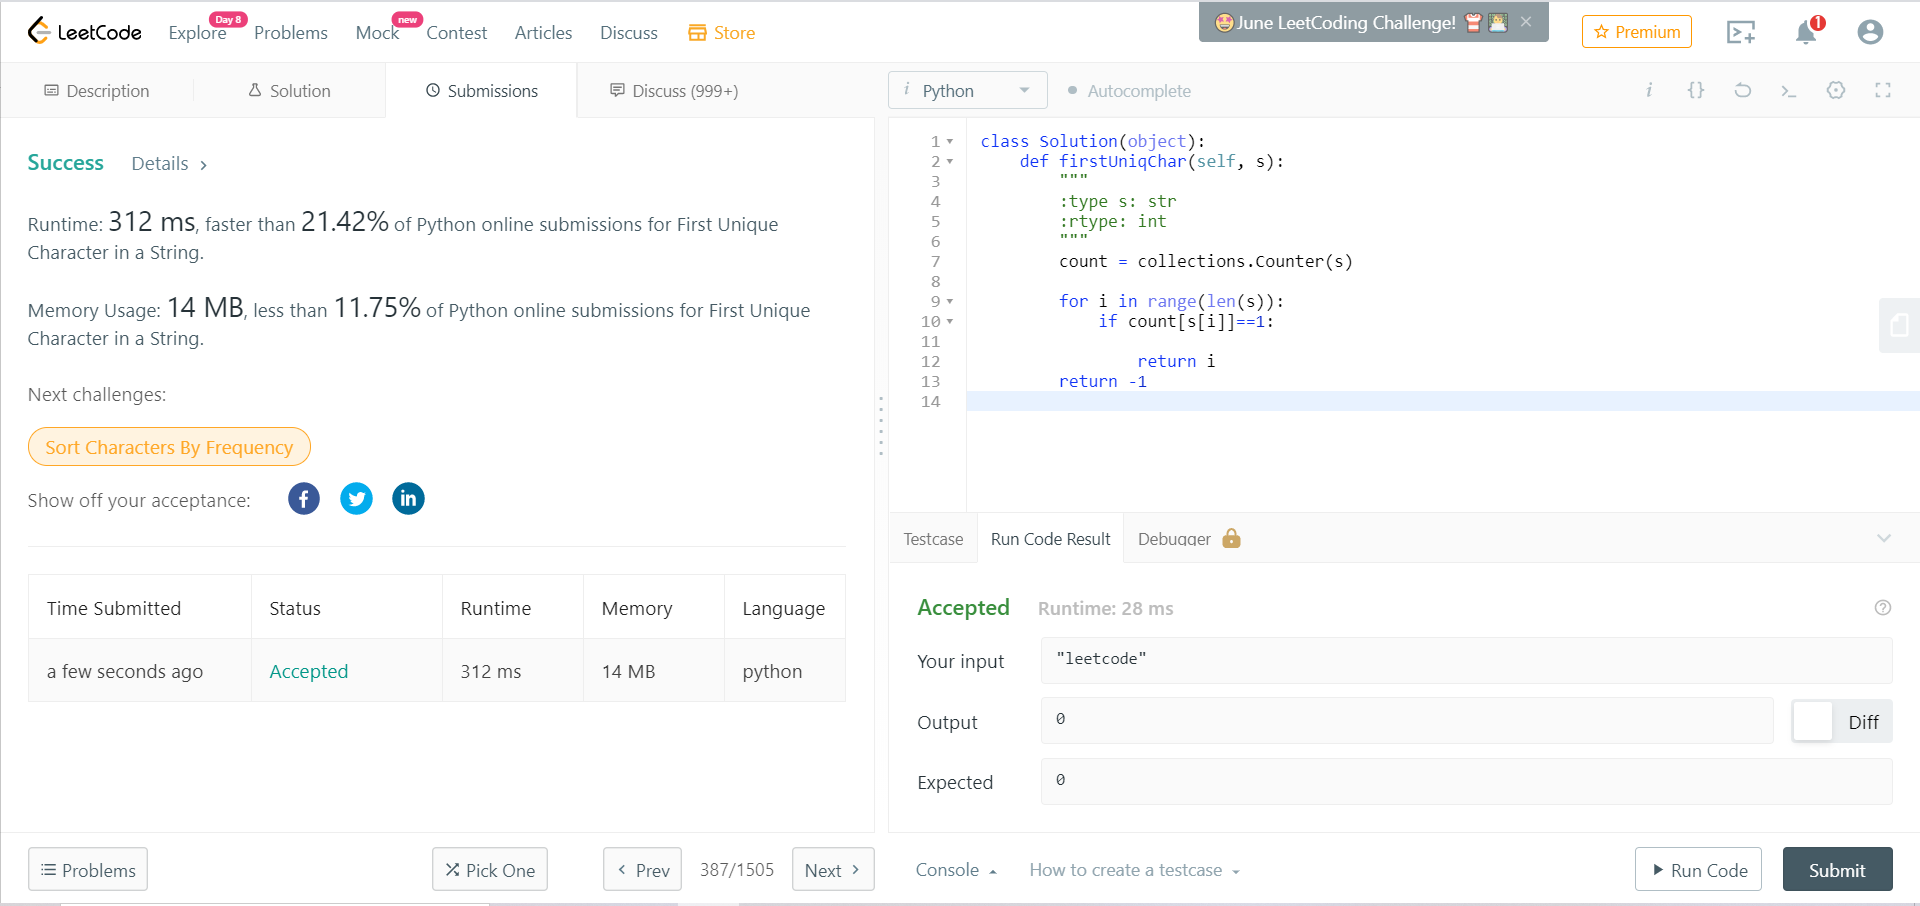 LeetCode
Explore
Day 8
Problems
Mock
new
Contest
Articles
Discuss
Store
June LeetCoding Challenge!
Premium
1
Description
Solution
Submissions
Discuss (999+)
i Python
Autocomplete
Success
Details
Runtime: 312 ms, faster than 21.42% of Python online submissions for First Unique
Character in a String.
Memory Usage: 14 MB, less than 11.75% of Python online submissions for First Unique
Character in a String.
Next challenges:
Sort Characters By Frequency
Show off your acceptance:
Time Submitted Status Runtime Memory Language
a few seconds ago Accepted 312 ms 14 MB python
Problems
Pick One
Prev
387/1505
Next
1 class Solution(object):
2 def firstUniqChar(self, s):
3 """
4 :type s: str
5 :rtype: int
6 """
7 count = collections.Counter(s)
8
9 for i in range(len(s)):
10 if count[s[i]]==1:
11
12 return i
13 return -1
14
Testcase
Run Code Result
Debugger
Accepted
Runtime: 28 ms
Your input
"leetcode"
Output
0
Diff
Expected
0
Console
How to create a testcase
Run Code
Submit